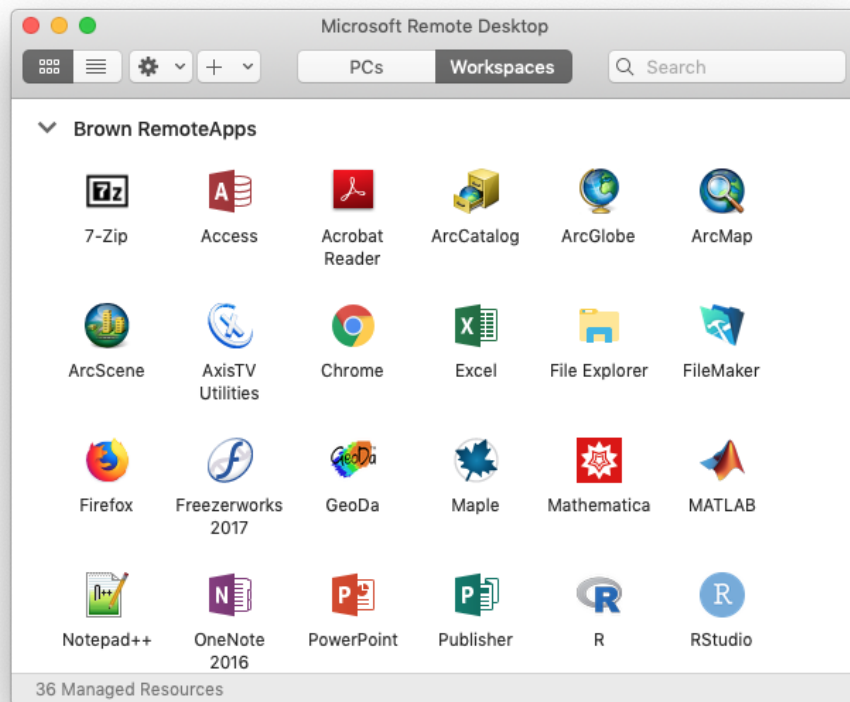 Microsoft Remote Desktop
PCs Workspaces Search
Brown RemoteApps
7z A
7-Zip Access Acrobat ArcCatalog ArcGlobe ArcMap
Reader
X X
ArcScene AxisTV Chrome Excel File Explorer FileMaker
Utilities
GeoDa
Firefox Freezerworks GeoDa Maple Mathematica MATLAB
2017
N++ N P P R R
Notepad++ OneNote PowerPoint Publisher R RStudio
2016
36 Managed Resources